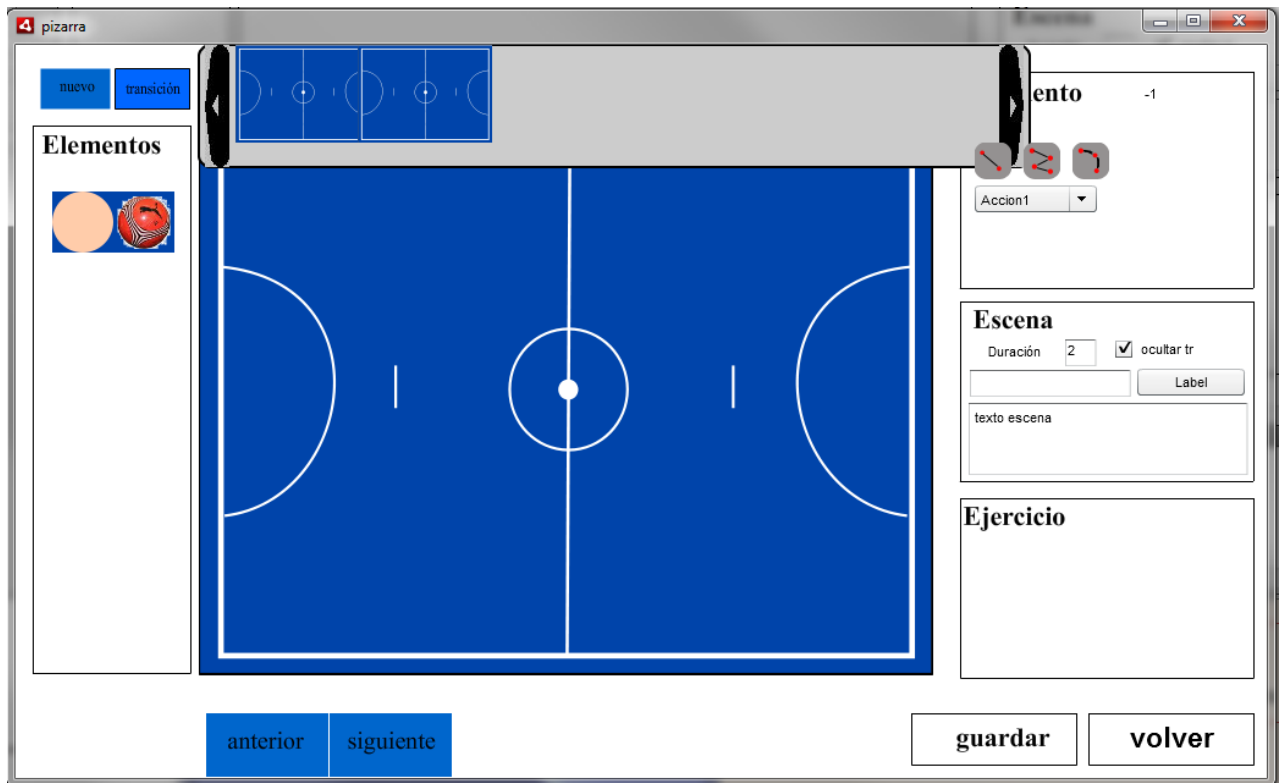 pizarra
nuevo
transición
Elementos
ento
-1
Accion1
Escena
Duración
2
ocultar tr
Label
texto escena
Ejercicio
anterior
siguiente
guardar
volver